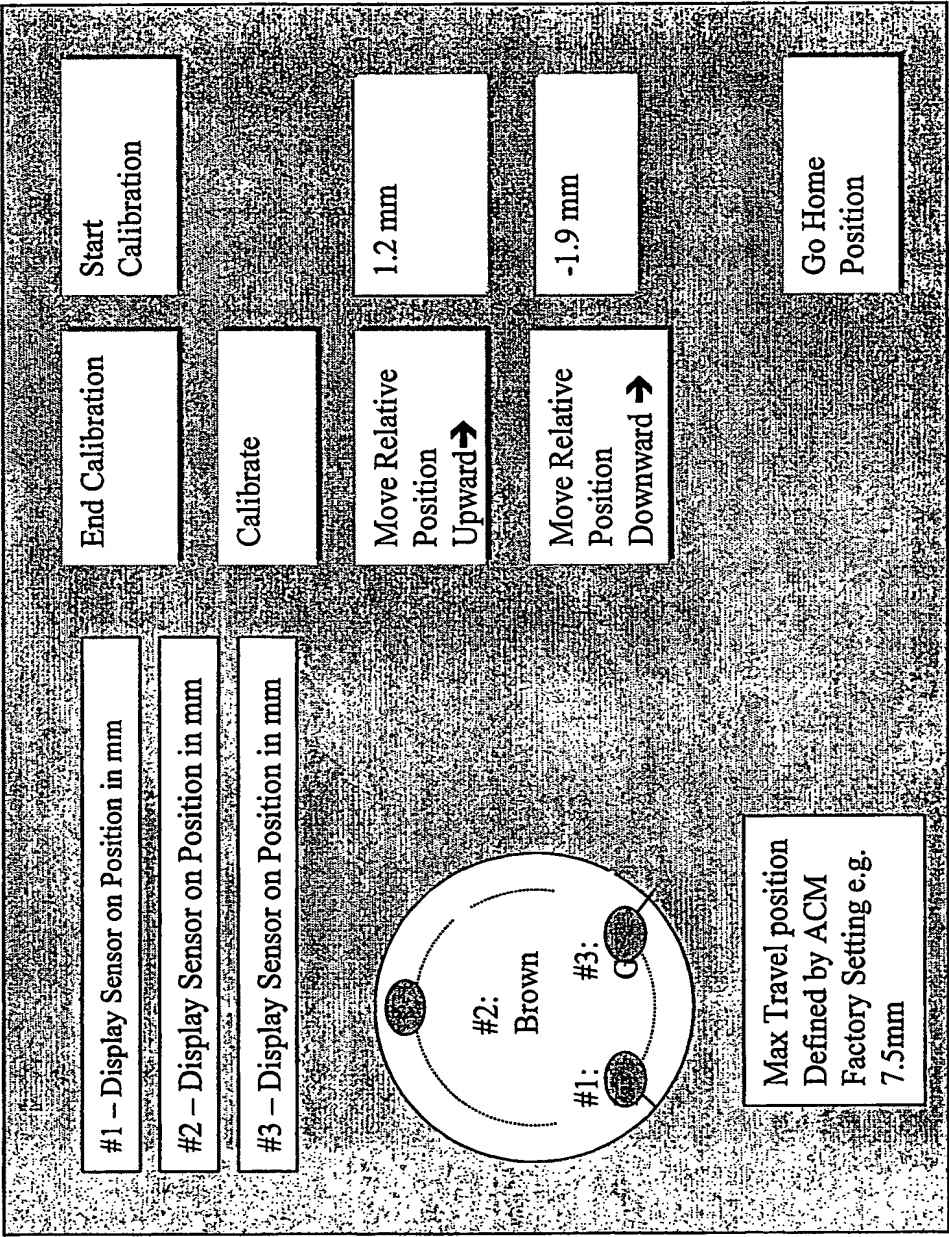 #1 – Display Sensor on Position in mm
#2 – Display Sensor on Position in mm
#3 – Display Sensor on Position in mm
End Calibration
Start
Calibration
Calibrate
Move Relative
Position
Upward➔
1.2 mm
Move Relative
Position
Downward ➔
-1.9 mm
#2:
Brown
#1:
#3:
G
Max Travel position
Defined by ACM
Factory Setting e.g.
7.5mm
Go Home
Position